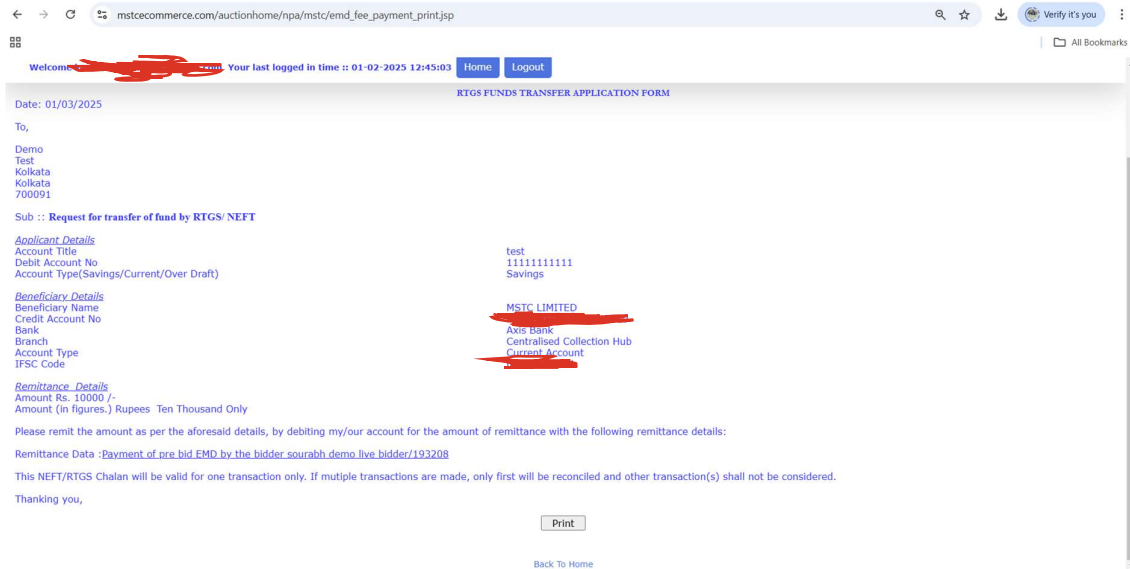 mstcecommerce.com/auctionhome/npa/mstc/emd_fee_payment_print.jsp
Verify it's you
All Bookmarks
Welcome . Your last logged in time :: 01-02-2025 12:45:03 Home Logout
RTGS FUNDS TRANSFER APPLICATION FORM
Date: 01/03/2025
To,
Demo
Test
Kolkata
Kolkata
700091
Sub :: Request for transfer of fund by RTGS/ NEFT
Applicant Details
Account Title test
Debit Account No 11111111111
Account Type(Savings/Current/Over Draft) Savings
Beneficiary Details
Beneficiary Name MSTC LIMITED
Credit Account No
Bank Axis Bank
Branch Centralised Collection Hub
Account Type Current Account
IFSC Code
Remittance Details
Amount Rs. 10000 /-
Amount (in figures.) Rupees Ten Thousand Only
Please remit the amount as per the aforesaid details, by debiting my/our account for the amount of remittance with the following remittance details:
Remittance Data :Payment of pre bid EMD by the bidder sourabh demo live bidder/193208
This NEFT/RTGS Chalan will be valid for one transaction only. If mutiple transactions are made, only first will be reconciled and other transaction(s) shall not be considered.
Thanking you,
Print
Back To Home